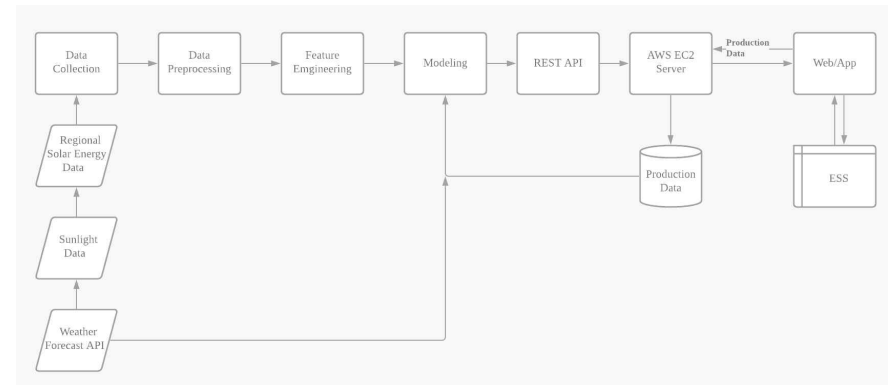 Data
Collection
Data
Preprocessing
Feature
Emgineering
Modeling
REST API
AWS EC2
Server
Production
Data
Web/App
Regional
Solar Energy
Data
Production
Data
ESS
Sunlight
Data
Weather
Forecast API